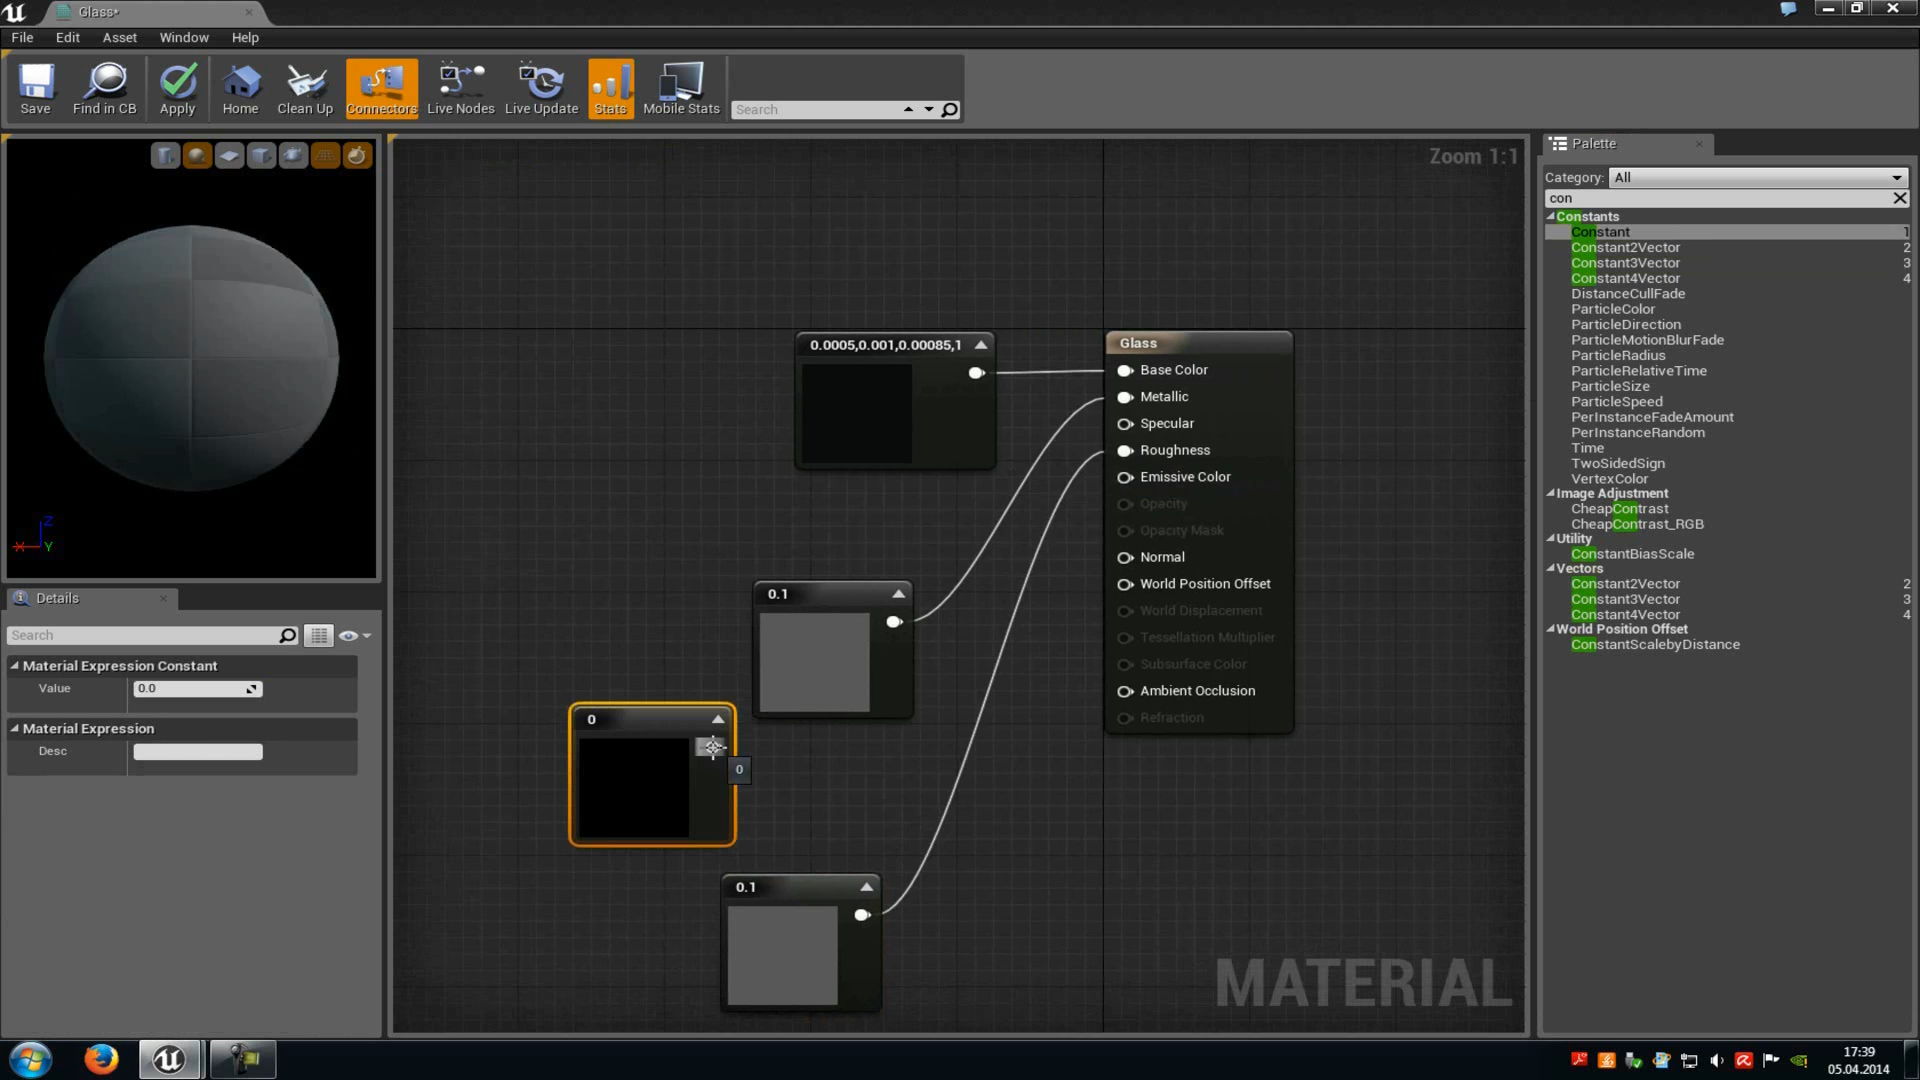 Glass*
File Edit Asset Window Help
Save Find in CB Apply Home Clean Up Connectors Live Nodes Live Update Stats Mobile Stats Search
Zoom 1:1
Z
X
Y
0.0005,0.001,0.00085,1
0.1
0
0
0.1
Glass
Base Color
Metallic
Specular
Roughness
Emissive Color
Opacity
Opacity Mask
Normal
World Position Offset
World Displacement
Tessellation Multiplier
Subsurface Color
Ambient Occlusion
Refraction
MATERIAL
Details
Search
Material Expression Constant
Value 0.0
Material Expression
Desc
Palette
Category: All
con
Constants
Constant 1
Constant2Vector 2
Constant3Vector 3
Constant4Vector 4
DistanceCullFade
ParticleColor
ParticleDirection
ParticleMotionBlurFade
ParticleRadius
ParticleRelativeTime
ParticleSize
ParticleSpeed
PerInstanceFadeAmount
PerInstanceRandom
Time
TwoSidedSign
VertexColor
Image Adjustment
CheapContrast
CheapContrast_RGB
Utility
ConstantBiasScale
Vectors
Constant2Vector 2
Constant3Vector 3
Constant4Vector 4
World Position Offset
ConstantScalebyDistance
17:39
05.04.2014